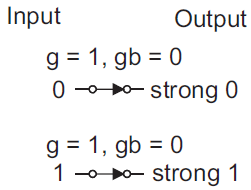 Input Output
g = 1, gb = 0
0 strong 0
g = 1, gb = 0
1 strong 1